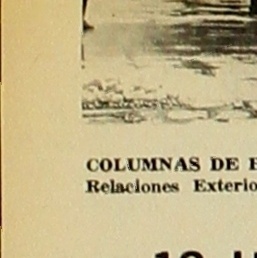 COLUMNAS DE
Relaciones Exterio